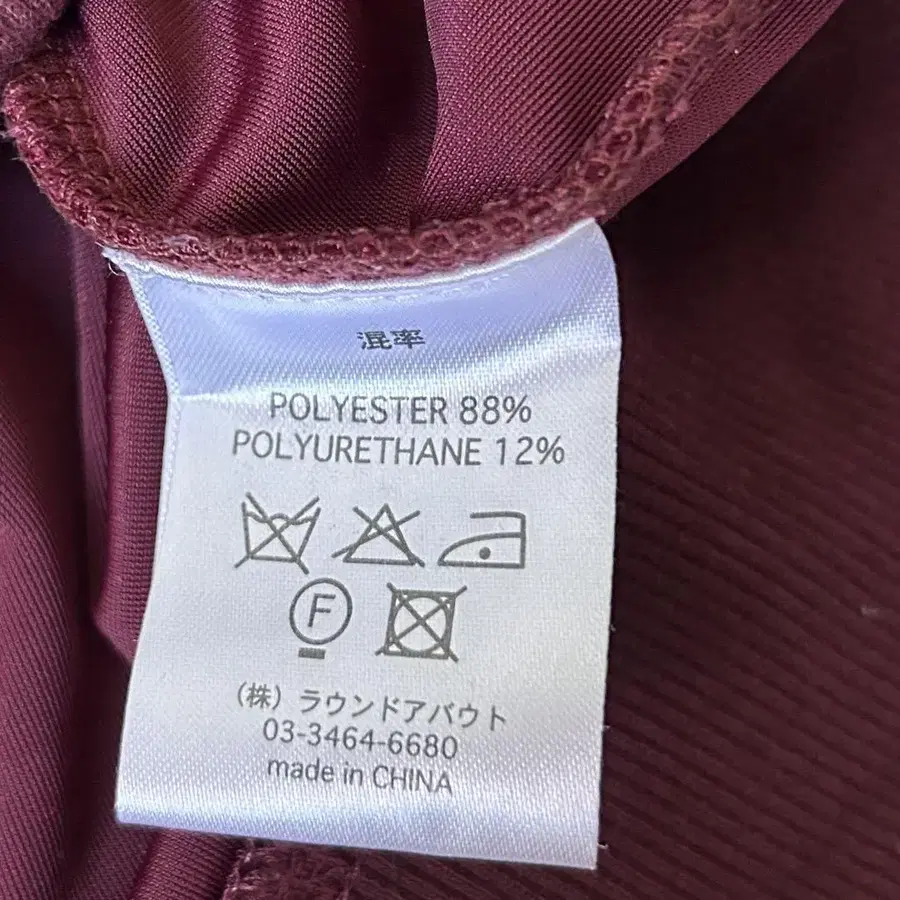 混率
POLYESTER 88%
POLYURETHANE 12%
F
(株) ラウンドアバウト
03-3464-6680
made in CHINA